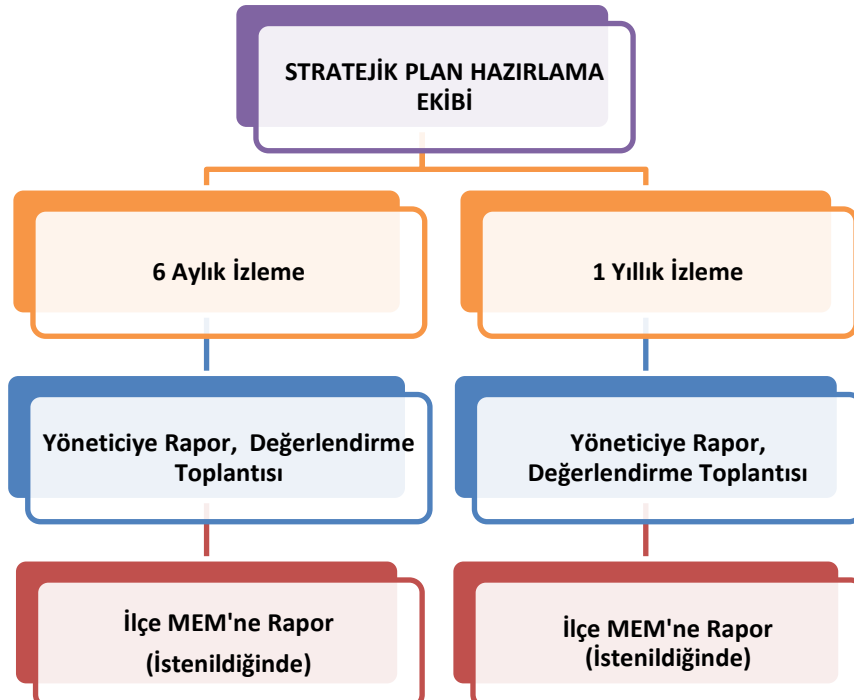 STRATEJİK PLAN HAZIRLAMA
EKİBİ
6 Aylık İzleme
1 Yıllık İzleme
Yöneticiye Rapor, Değerlendirme
Toplantısı
Yöneticiye Rapor,
Değerlendirme Toplantısı
İlçe MEM'ne Rapor
(İstenildiğinde)
İlçe MEM'ne Rapor
(İstenildiğinde)